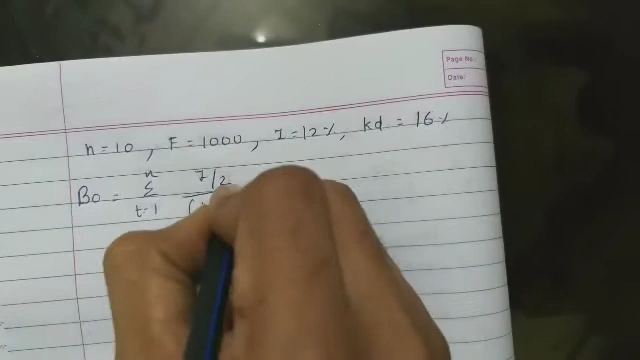 Page No.:
Date:
n=10, F=1000, I=12%, kd = 16%
n
Bo = Σ I/2
t=1 (